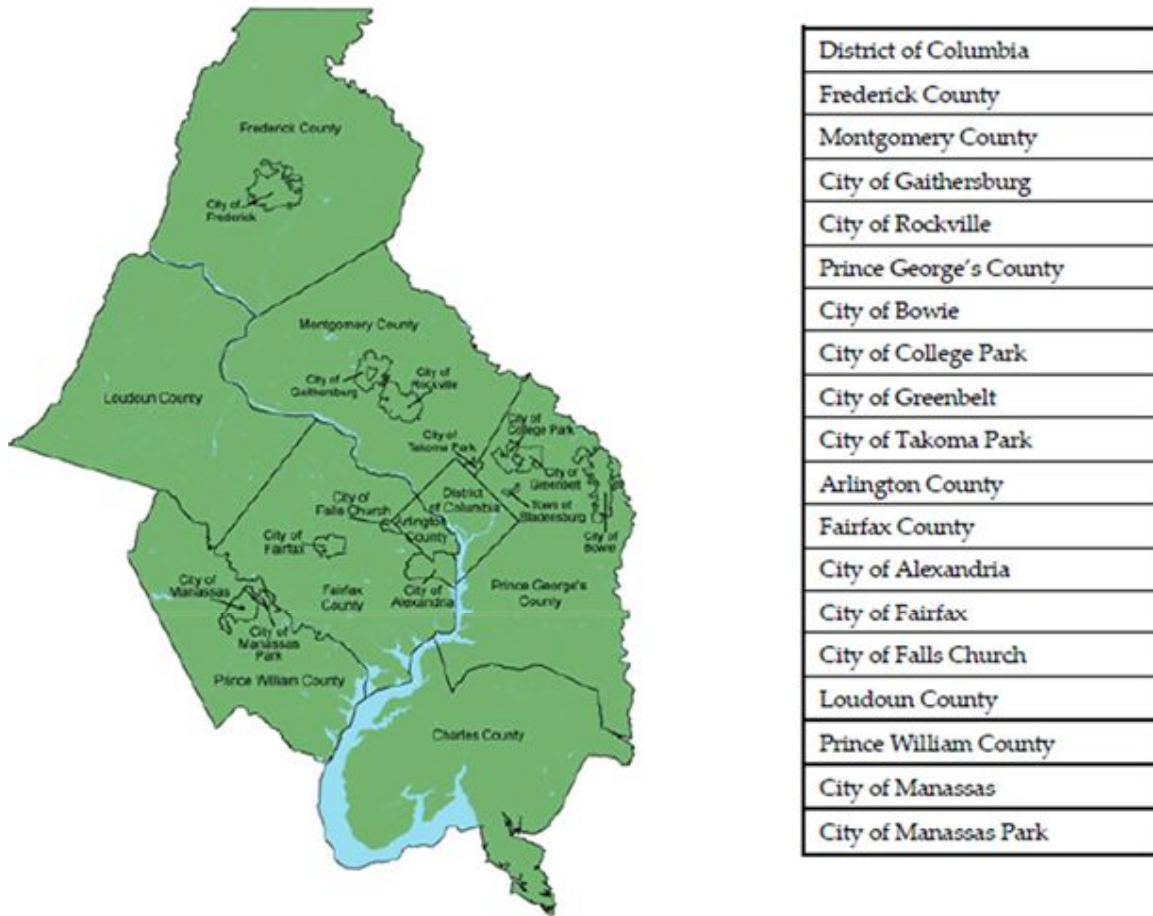 Frederick County
City of
Frederick
Montgomery County
City of
Gaithersburg
City of
Rockville
Loudoun County
City of
College Park
City of
Takoma Park
City of
Greenbelt
District
of Columbia
Town of
Bladensburg
City of
Falls Church
Arlington
County
City of
Bowie
City of
Fairfax
City of
Manassas
Fairfax
County
City of
Alexandria
Prince George's
County
City of
Manassas
Park
Prince William County
Charles County
District of Columbia
Frederick County
Montgomery County
City of Gaithersburg
City of Rockville
Prince George's County
City of Bowie
City of College Park
City of Greenbelt
City of Takoma Park
Arlington County
Fairfax County
City of Alexandria
City of Fairfax
City of Falls Church
Loudoun County
Prince William County
City of Manassas
City of Manassas Park